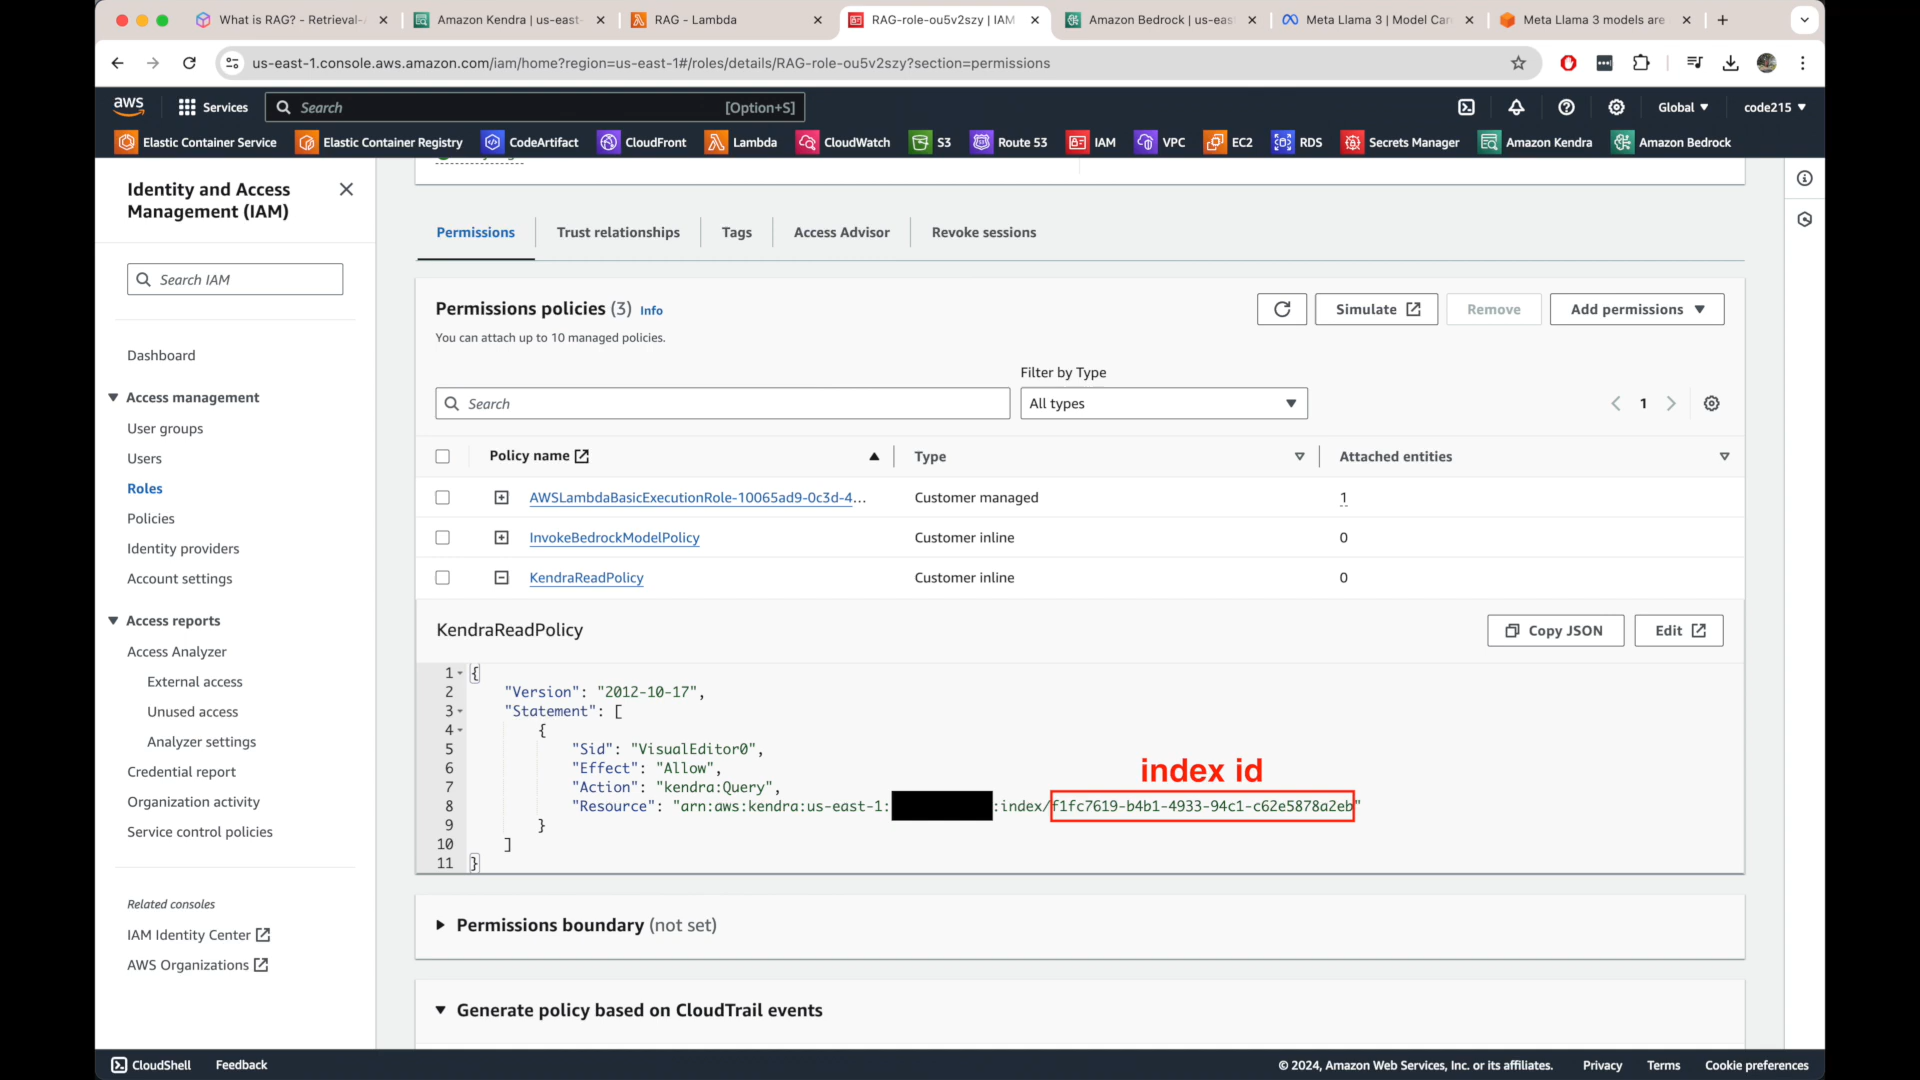 What is RAG? - Retrieval-
Amazon Kendra | us-east-
RAG - Lambda
RAG-role-ou5v2szy | IAM
Amazon Bedrock | us-eas
Meta Llama 3 | Model Car
Meta Llama 3 models are
us-east-1.console.aws.amazon.com/iam/home?region=us-east-1#/roles/details/RAG-role-ou5v2szy?section=permissions
aws
Services
Search
[Option+S]
Global
code215
Elastic Container Service
Elastic Container Registry
CodeArtifact
CloudFront
Lambda
CloudWatch
S3
Route 53
IAM
VPC
EC2
RDS
Secrets Manager
Amazon Kendra
Amazon Bedrock
Identity and Access
Management (IAM)
Search IAM
Dashboard
Access management
User groups
Users
Roles
Policies
Identity providers
Account settings
Access reports
Access Analyzer
External access
Unused access
Analyzer settings
Credential report
Organization activity
Service control policies
Related consoles
IAM Identity Center
AWS Organizations
Permissions
Trust relationships
Tags
Access Advisor
Revoke sessions
Permissions policies (3) Info
You can attach up to 10 managed policies.
Simulate
Remove
Add permissions
Filter by Type
Search
All types
1
Policy name
Type
Attached entities
AWSLambdaBasicExecutionRole-10065ad9-0c3d-4...
Customer managed
1
InvokeBedrockModelPolicy
Customer inline
0
KendraReadPolicy
Customer inline
0
KendraReadPolicy
Copy JSON
Edit
1 {
2 "Version": "2012-10-17",
3 "Statement": [
4 {
5 "Sid": "VisualEditor0",
6 "Effect": "Allow",
7 "Action": "kendra:Query",
index id
8 "Resource": "arn:aws:kendra:us-east-1: :index/f1fc7619-b4b1-4933-94c1-c62e5878a2eb"
9 }
10 ]
11 }
Permissions boundary (not set)
Generate policy based on CloudTrail events
CloudShell
Feedback
© 2024, Amazon Web Services, Inc. or its affiliates.
Privacy
Terms
Cookie preferences